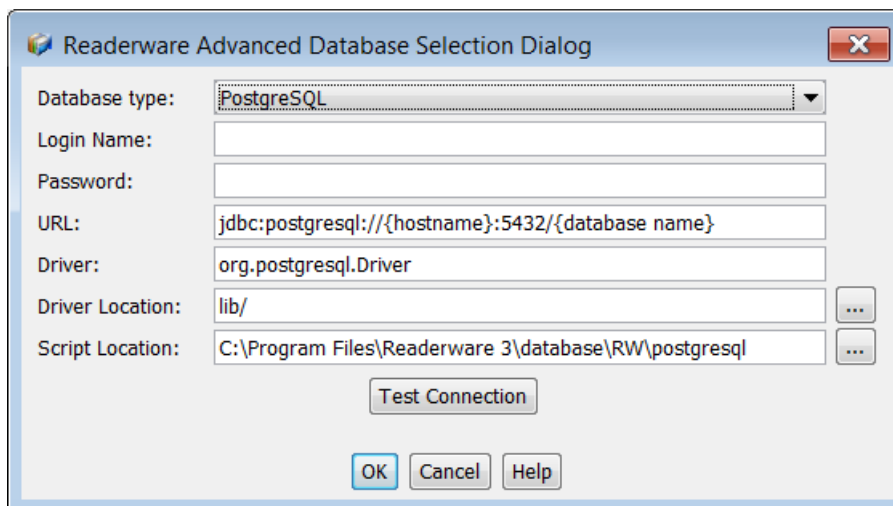 Readerware Advanced Database Selection Dialog
Database type: PostgreSQL
Login Name:
Password:
URL: jdbc:postgresql://{hostname}:5432/{database name}
Driver: org.postgresql.Driver
Driver Location: lib/ ...
Script Location: C:\Program Files\Readerware 3\database\RW\postgresql ...
Test Connection
OK Cancel Help